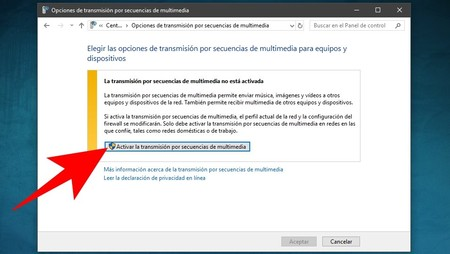 Opciones de transmisión por secuencias de multimedia
Cent... > Opciones de transmisión por secuencias de multimedia
Buscar en el Panel de control
Elegir las opciones de transmisión por secuencias de multimedia para equipos y
dispositivos
La transmisión por secuencias de multimedia no está activada
La transmisión por secuencias de multimedia permite enviar música, imágenes y vídeos a otros
equipos y dispositivos de la red. También permite recibir multimedia de otros equipos y dispositivos.
Si activa la transmisión por secuencias de multimedia, el perfil actual de la red y la configuración del
firewall se modificarán. Solo debe activar la transmisión por secuencias de multimedia en redes en las
que confíe, tales como redes domésticas o de trabajo.
Activar la transmisión por secuencias de multimedia
Más información acerca de la transmisión por secuencias de multimedia
Leer la declaración de privacidad en línea
Aceptar
Cancelar